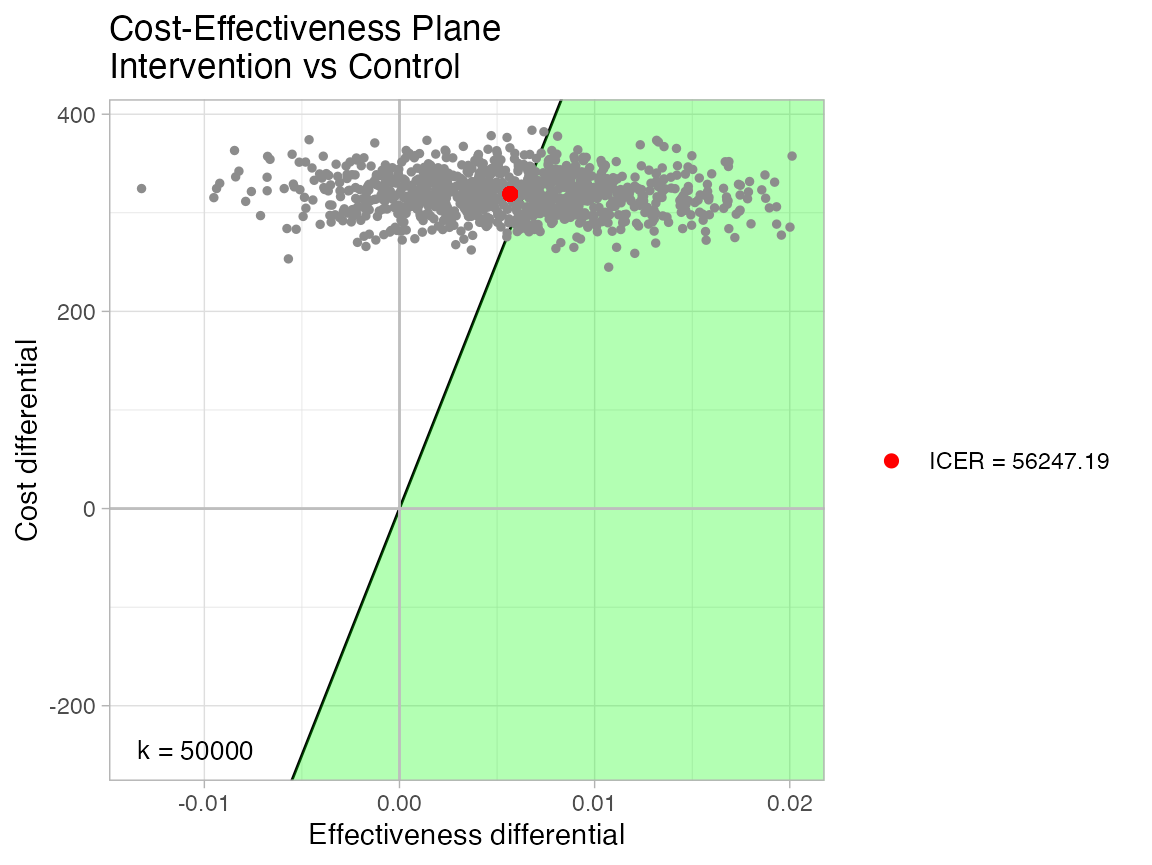 Cost-Effectiveness Plane
Intervention vs Control
400
200
0
-200
Cost differential
k = 50000
-0.01
0.00
0.01
0.02
Effectiveness differential
ICER = 56247.19